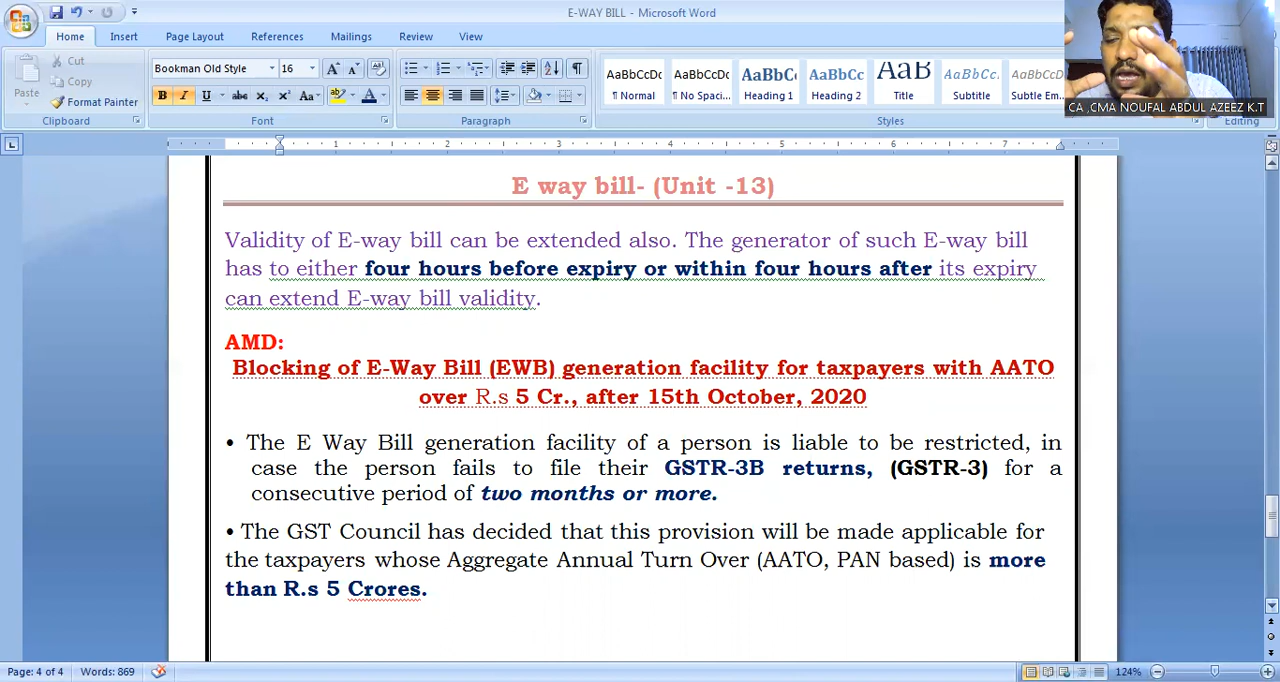 E-WAY BILL - Microsoft Word
Home Insert Page Layout References Mailings Review View
Cut
Copy
Format Painter
Paste
Clipboard
Bookman Old Style 16
Font
Paragraph
AaBbCcDc AaBbCcDc AaBbC AaBbCc AaB AaBbCc. AaBbCcDc
¶ Normal ¶ No Spaci... Heading 1 Heading 2 Title Subtitle Subtle Em...
Styles
Editing
CA ,CMA NOUFAL ABDUL AZEEZ K.T
1 2 3 4 5 6 7
E way bill- (Unit -13)
Validity of E-way bill can be extended also. The generator of such E-way bill
has to either four hours before expiry or within four hours after its expiry
can extend E-way bill validity.
AMD:
Blocking of E-Way Bill (EWB) generation facility for taxpayers with AATO
over R.s 5 Cr., after 15th October, 2020
• The E Way Bill generation facility of a person is liable to be restricted, in
case the person fails to file their GSTR-3B returns, (GSTR-3) for a
consecutive period of two months or more.
• The GST Council has decided that this provision will be made applicable for
the taxpayers whose Aggregate Annual Turn Over (AATO, PAN based) is more
than R.s 5 Crores.
Page: 4 of 4 Words: 869 124%